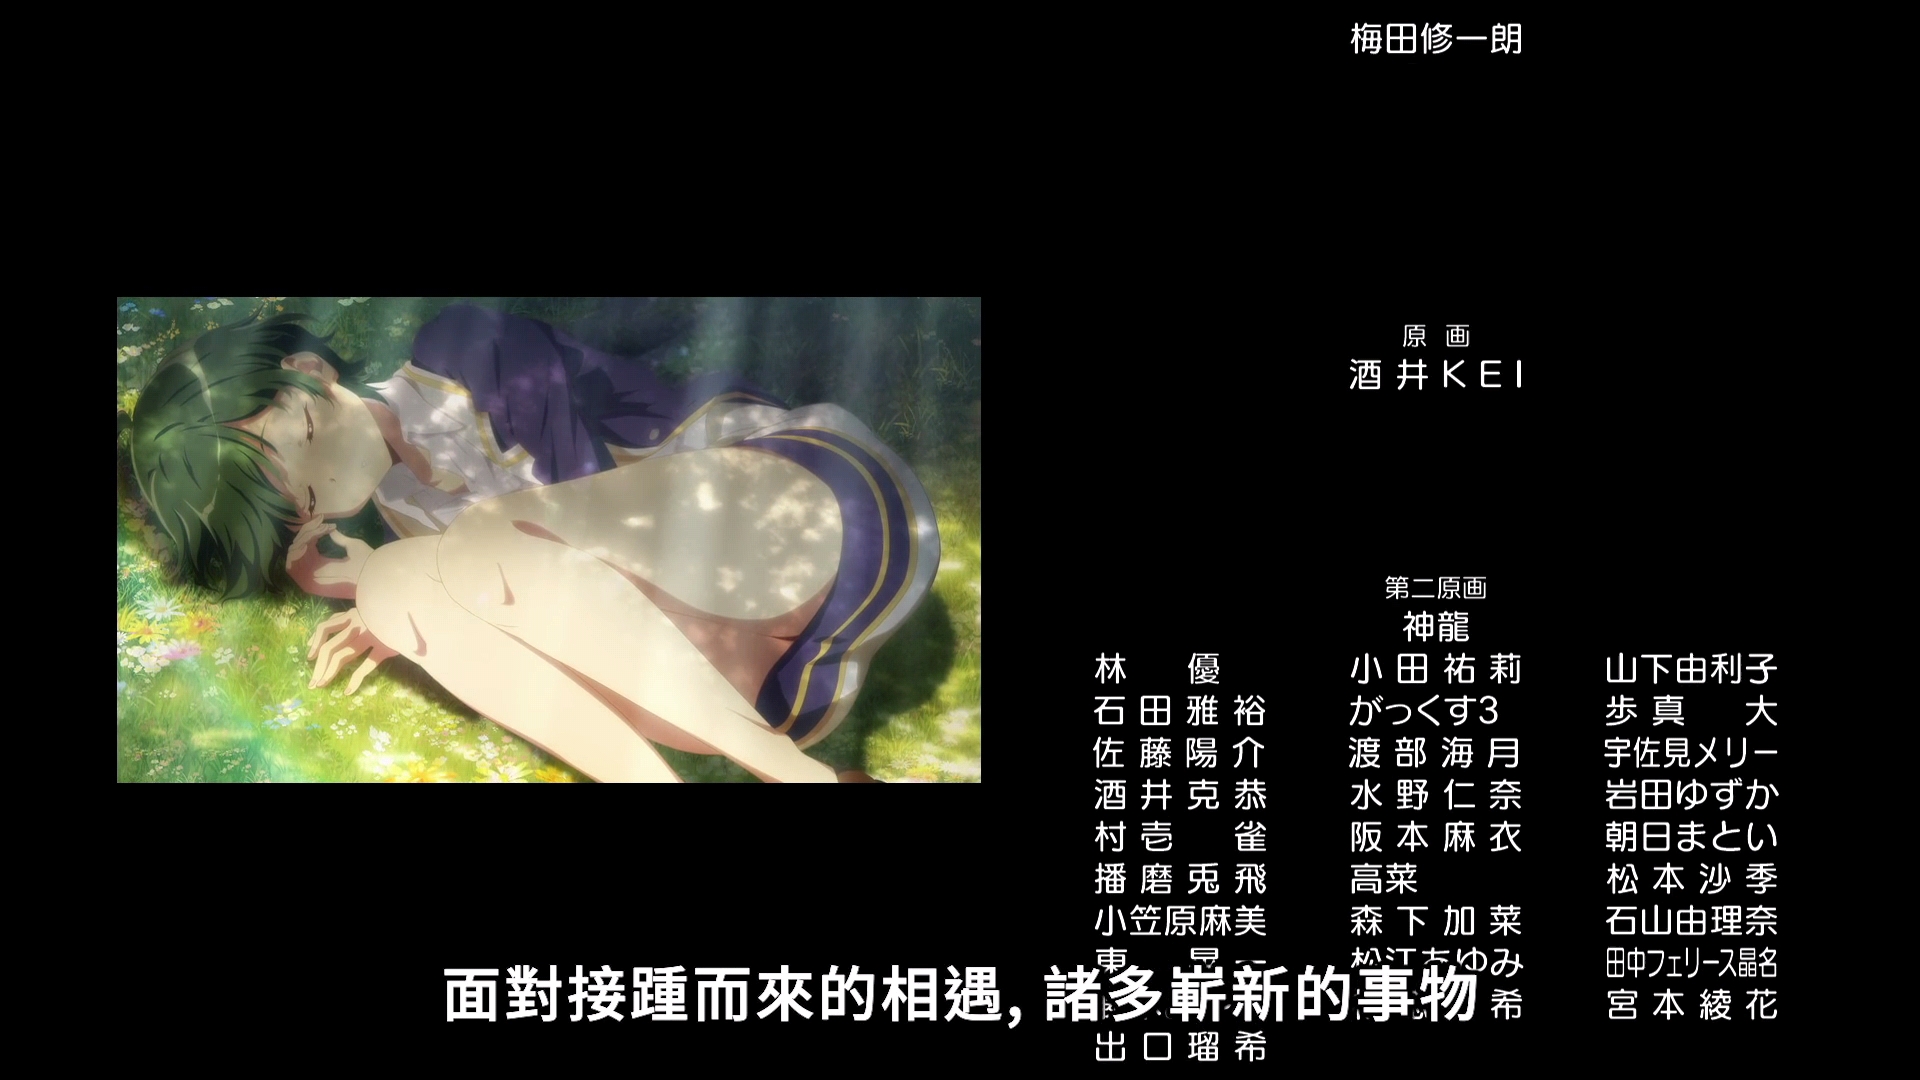 梅田修一朗
原画
酒井KEI
第二原画
神龍
林優 小田祐莉 山下由利子
石田雅裕 がっくす3 歩真大
佐藤陽介 渡部海月 宇佐見メリー
酒井克恭 水野仁奈 岩田ゆずか
村壱雀 阪本麻衣 朝日まとい
播磨兎飛 高菜 松本沙季
小笠原麻美 森下加菜 石山由理奈
東 松江あゆみ 田中フェリース晶名
希 宮本綾花
面對接踵而來的相遇,諸多嶄新的事物
出口瑠希